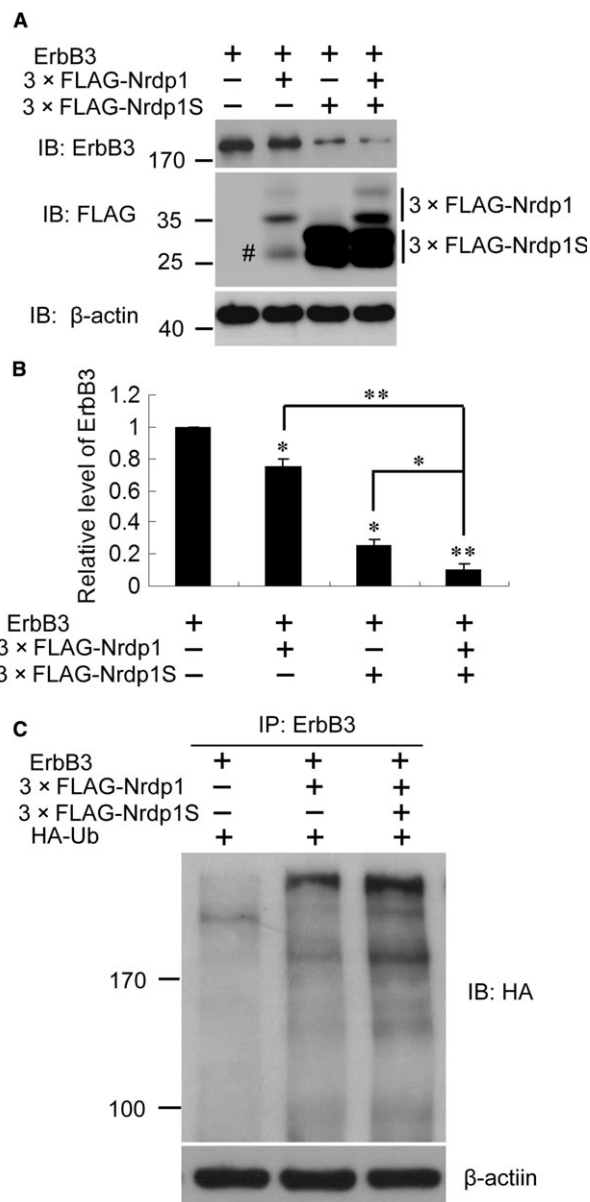 A
ErbB3 + + + +
3 × FLAG-Nrdp1 – + – +
3 × FLAG-Nrdp1S – – + +
IB: ErbB3
170
IB: FLAG
35
3 × FLAG-Nrdp1
#
25
3 × FLAG-Nrdp1S
IB: β-actin
40
B
Relative level of ErbB3
1.2
1
0.8
0.6
0.4
0.2
0
*
*
**
**
*
ErbB3 + + + +
3 × FLAG-Nrdp1 – + – +
3 × FLAG-Nrdp1S – – + +
C
IP: ErbB3
ErbB3 + + +
3 × FLAG-Nrdp1 – + +
3 × FLAG-Nrdp1S – – +
HA-Ub + + +
170
IB: HA
100
β-actiin